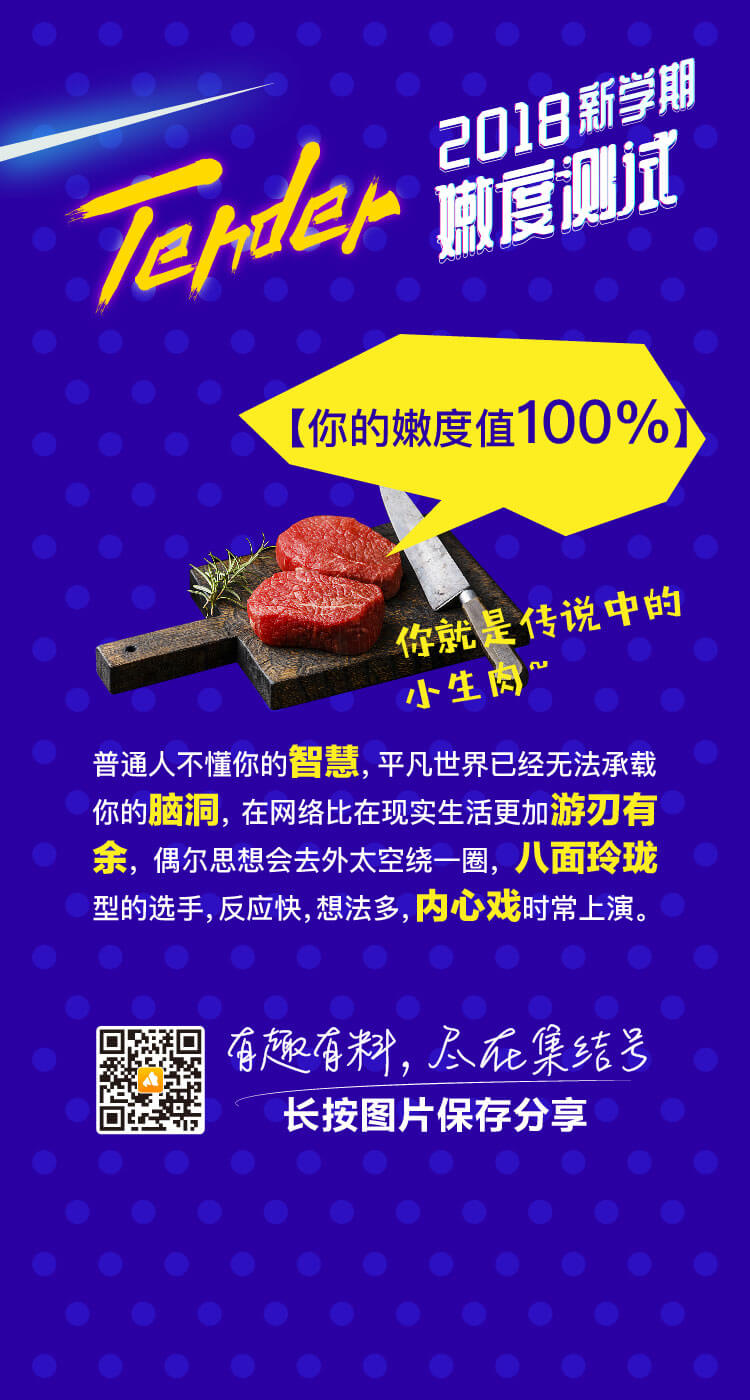 Tender
2018新学期
嫩度测试
【你的嫩度值100%】
你就是传说中的
小生肉~
普通人不懂你的智慧,平凡世界已经无法承载
你的脑洞,在网络比在现实生活更加游刃有
余,偶尔思想会去外太空绕一圈,八面玲珑
型的选手,反应快,想法多,内心戏时常上演。
有趣有料,尽在集结号
长按图片保存分享